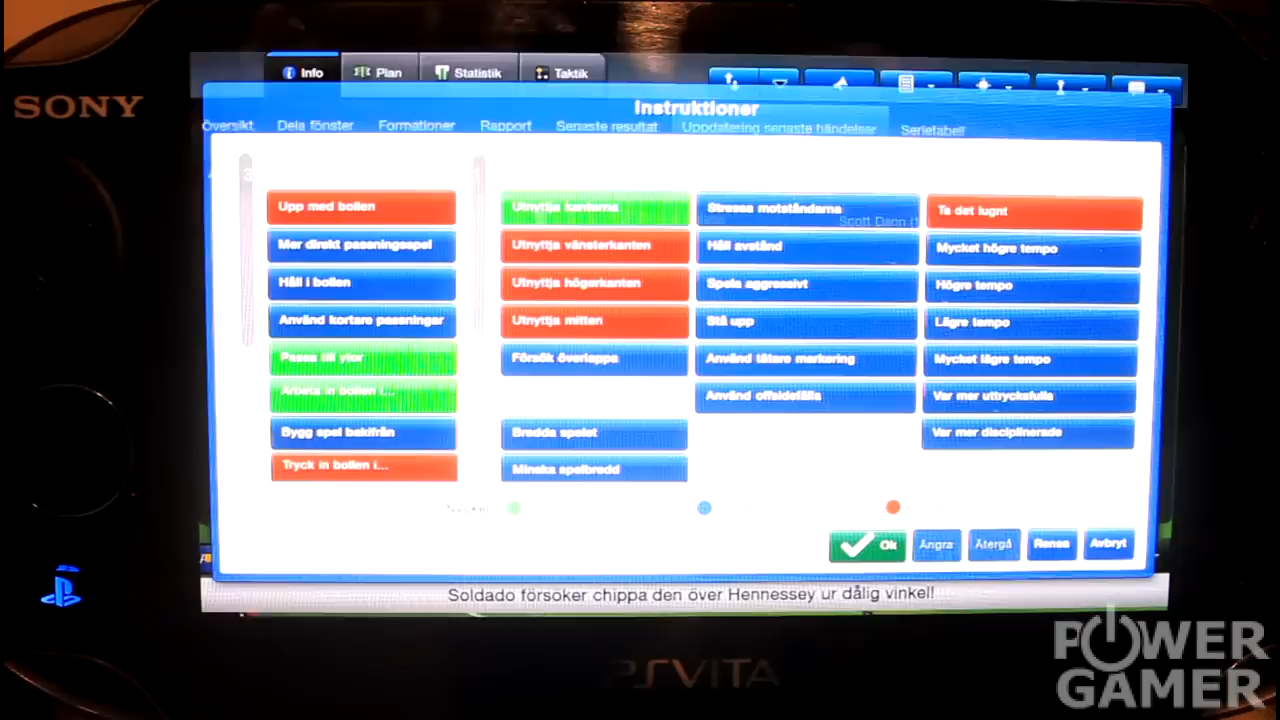 SONY
Info
Plan
Statistik
Taktik
Instruktioner
Översikt
Dela fönster
Formationer
Rapport
Senaste resultat
Uppdatering senaste händelser
Serietabell
Upp med bollen
Mer direkt passningsspel
Håll i bollen
Använd kortare passningar
Passa till ytor
Arbeta in bollen i...
Bygg spel bakifrån
Tryck in bollen i...
Utnyttja kanterna
Utnyttja vänsterkanten
Utnyttja högerkanten
Utnyttja mitten
Försök överlappa
Bredda spelet
Minska spelbredd
Stressa motståndarna
Scott Dann
Håll avstånd
Spela aggressivt
Stå upp
Använd tätare markering
Använd offsidefälla
Ta det lugnt
Mycket högre tempo
Högre tempo
Lägre tempo
Mycket lägre tempo
Var mer uttrycksfulla
Var mer disciplinerade
Ok
Ångra
Återgå
Rensa
Avbryt
Soldado försöker chippa den över Hennessey ur dålig vinkel!
PSVITA
POWER
GAMER